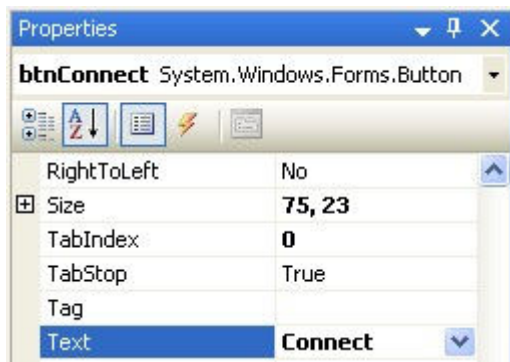 Properties
btnConnect System.Windows.Forms.Button
A Z
RightToLeft No
Size 75, 23
TabIndex 0
TabStop True
Tag
Text Connect